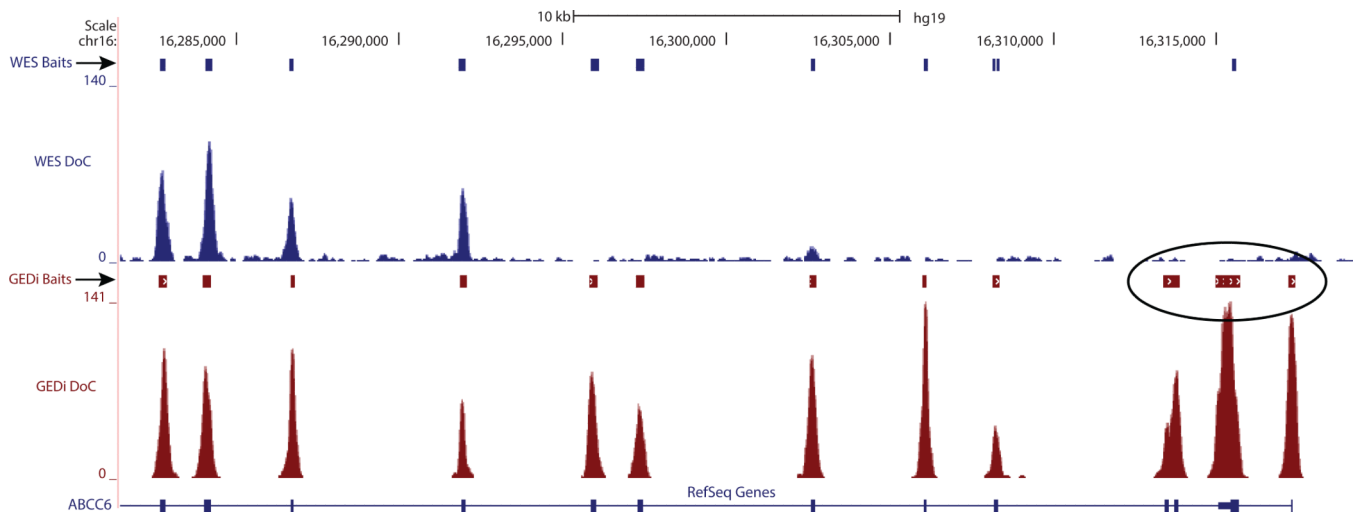 10 kb hg19
Scale
chr16: 16,285,000 16,290,000 16,295,000 16,300,000 16,305,000 16,310,000 16,315,000
WES Baits
140
WES DoC
0
GEDi Baits
141
GEDi DoC
0
RefSeq Genes
ABCC6